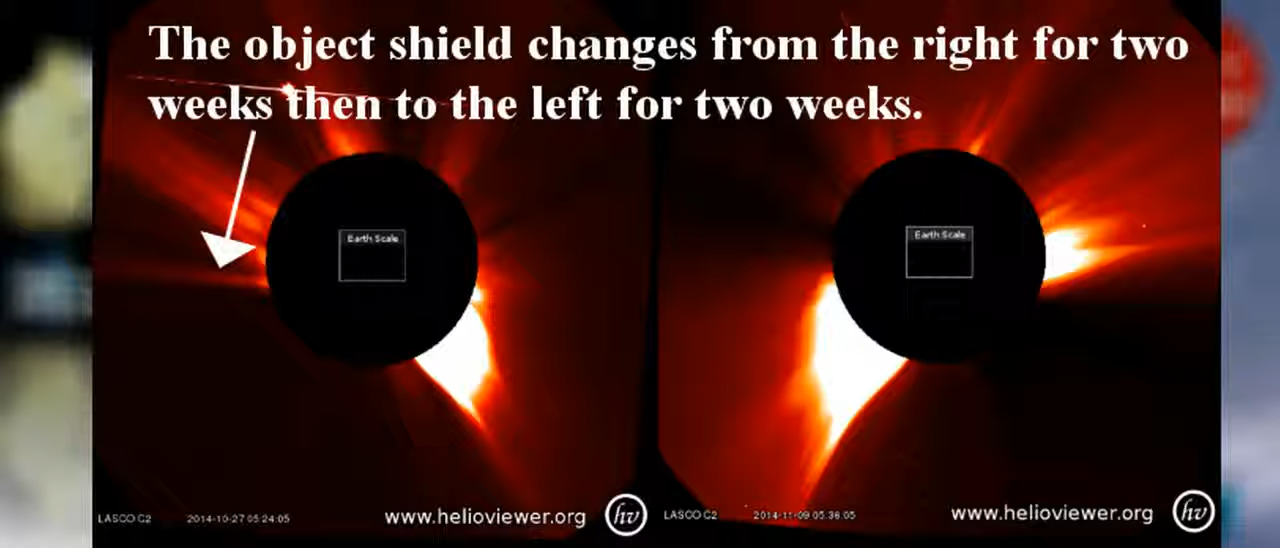 The object shield changes from the right for two
weeks then to the left for two weeks.
Earth Scale
Earth Scale
LASCO C2 2014-10-27 05:24:05 www.helioviewer.org hv
LASCO C2 2014-11-09 05:36:05 www.helioviewer.org hv